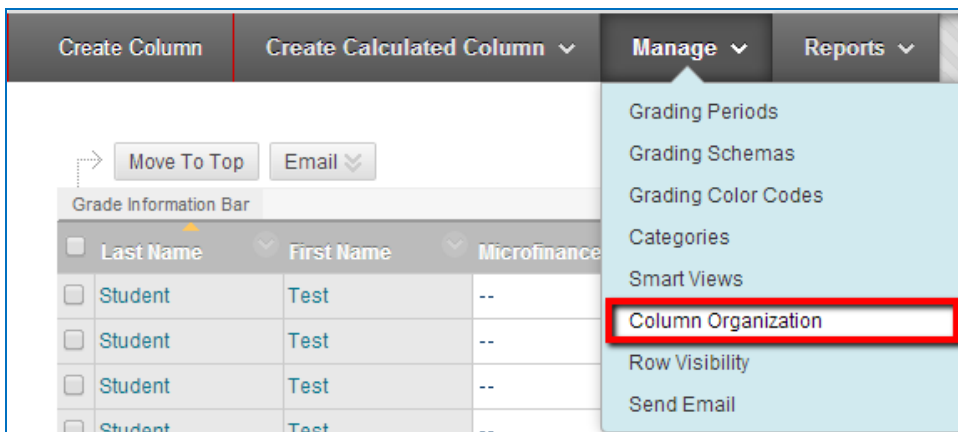 Create Column Create Calculated Column Manage Reports
Grading Periods
Grading Schemas
Grading Color Codes
Categories
Smart Views
Column Organization
Row Visibility
Send Email
Move To Top Email
Grade Information Bar
Last Name First Name Microfinance
Student Test --
Student Test --
Student Test --
Student Test --